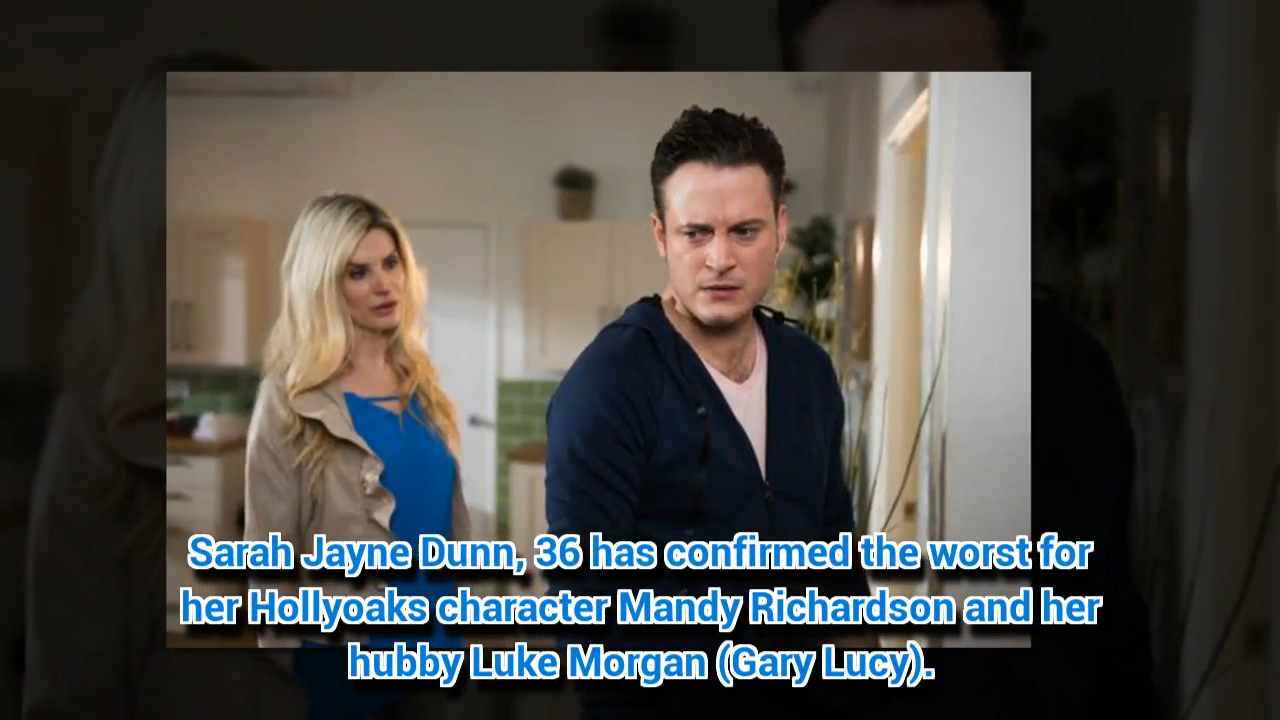 Sarah Jayne Dunn, 36 has confirmed the worst for
her Hollyoaks character Mandy Richardson and her
hubby Luke Morgan (Gary Lucy).